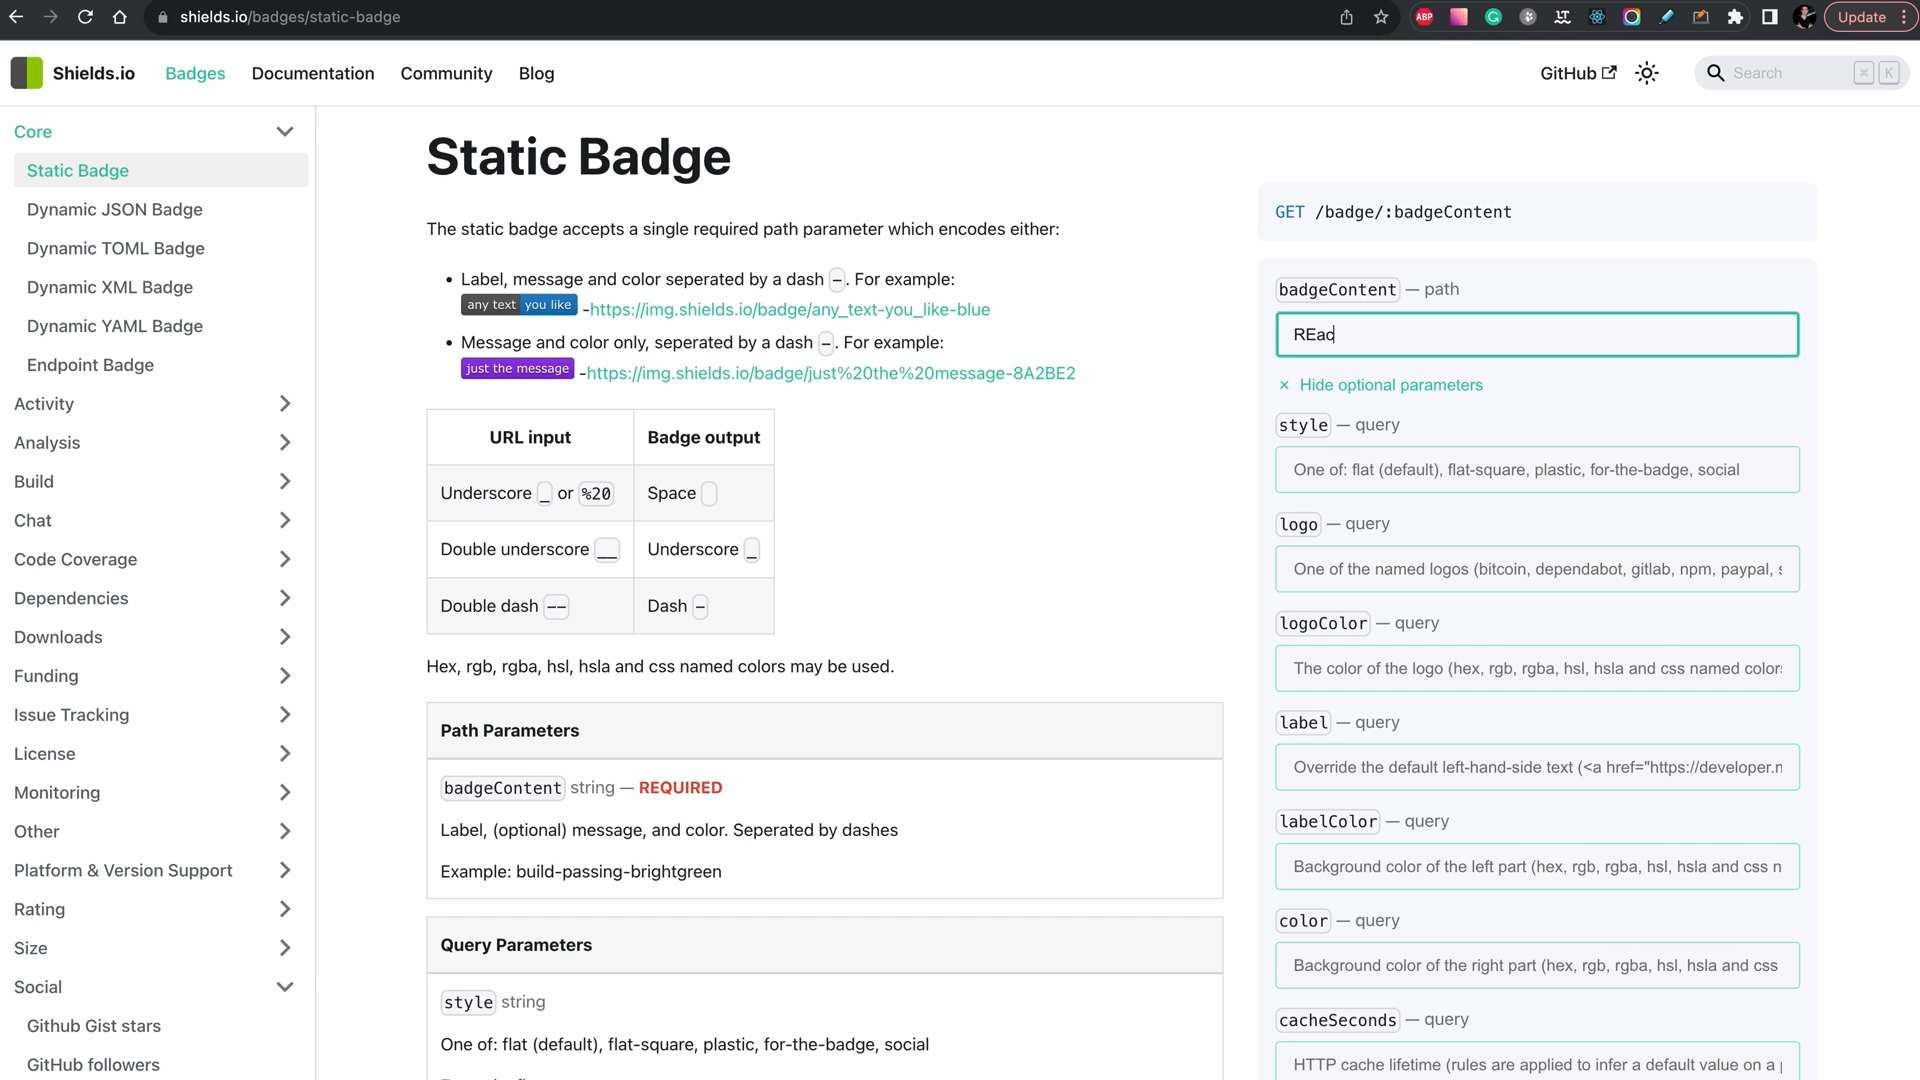 shields.io/badges/static-badge
ABP
Update
Shields.io
Badges
Documentation
Community
Blog
GitHub
Search
⌘
K
Core
Static Badge
Dynamic JSON Badge
Dynamic TOML Badge
Dynamic XML Badge
Dynamic YAML Badge
Endpoint Badge
Activity
Analysis
Build
Chat
Code Coverage
Dependencies
Downloads
Funding
Issue Tracking
License
Monitoring
Other
Platform & Version Support
Rating
Size
Social
Github Gist stars
GitHub followers
Static Badge
The static badge accepts a single required path parameter which encodes either:
• Label, message and color seperated by a dash -. For example:
any text you like -https://img.shields.io/badge/any_text-you_like-blue
• Message and color only, seperated by a dash -. For example:
just the message -https://img.shields.io/badge/just%20the%20message-8A2BE2
URL input Badge output
Underscore _ or %20 Space
Double underscore __ Underscore _
Double dash -- Dash -
Hex, rgb, rgba, hsl, hsla and css named colors may be used.
Path Parameters
badgeContent string — REQUIRED
Label, (optional) message, and color. Seperated by dashes
Example: build-passing-brightgreen
Query Parameters
style string
One of: flat (default), flat-square, plastic, for-the-badge, social
GET /badge/:badgeContent
badgeContent — path
REad
× Hide optional parameters
style — query
One of: flat (default), flat-square, plastic, for-the-badge, social
logo — query
One of the named logos (bitcoin, dependabot, gitlab, npm, paypal, s
logoColor — query
The color of the logo (hex, rgb, rgba, hsl, hsla and css named colors
label — query
Override the default left-hand-side text (<a href="https://developer.n
labelColor — query
Background color of the left part (hex, rgb, rgba, hsl, hsla and css n
color — query
Background color of the right part (hex, rgb, rgba, hsl, hsla and css
cacheSeconds — query
HTTP cache lifetime (rules are applied to infer a default value on a p